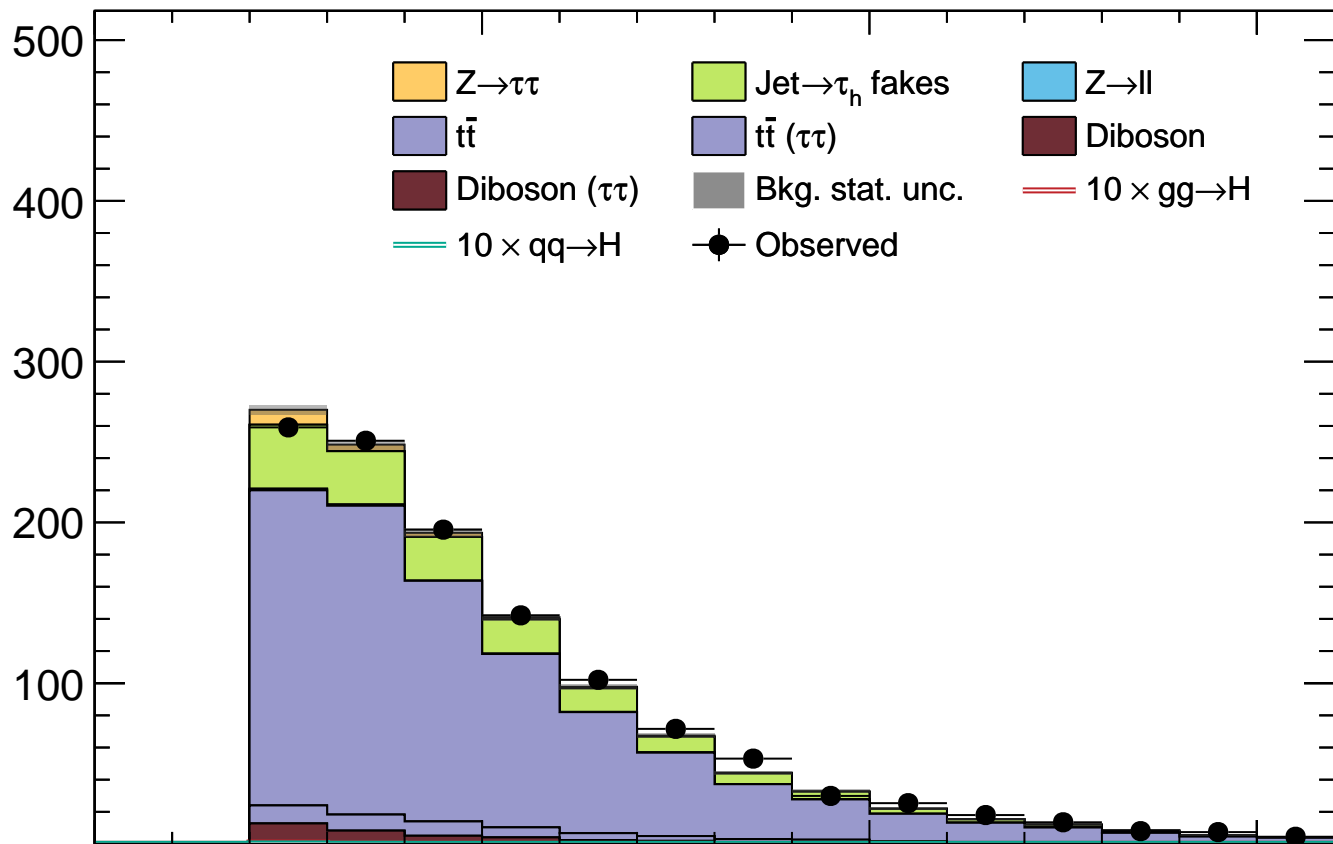 500
Z→ττ Jet→τₕ fakes Z→ll
tt̄ tt̄ (ττ) Diboson
400
Diboson (ττ) Bkg. stat. unc. 10 × gg→H
10 × qq→H Observed
300
200
100